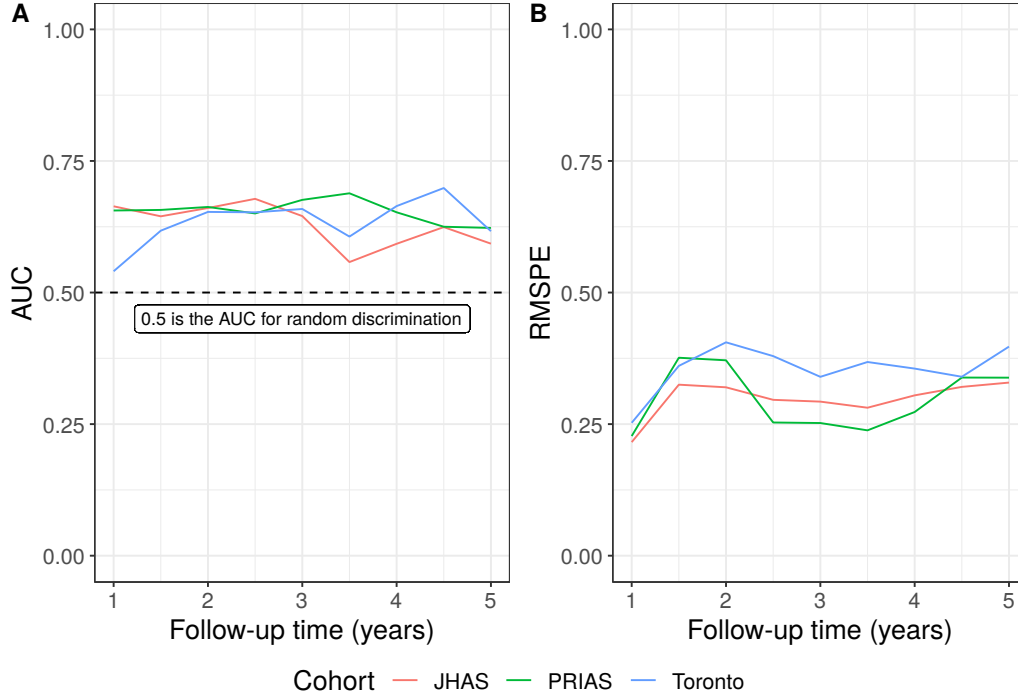 A
1.00
0.75
0.50
0.25
0.00
AUC
0.5 is the AUC for random discrimination
1 2 3 4 5
Follow-up time (years)
B
1.00
0.75
0.50
0.25
0.00
RMSPE
1 2 3 4 5
Follow-up time (years)
Cohort JHAS PRIAS Toronto